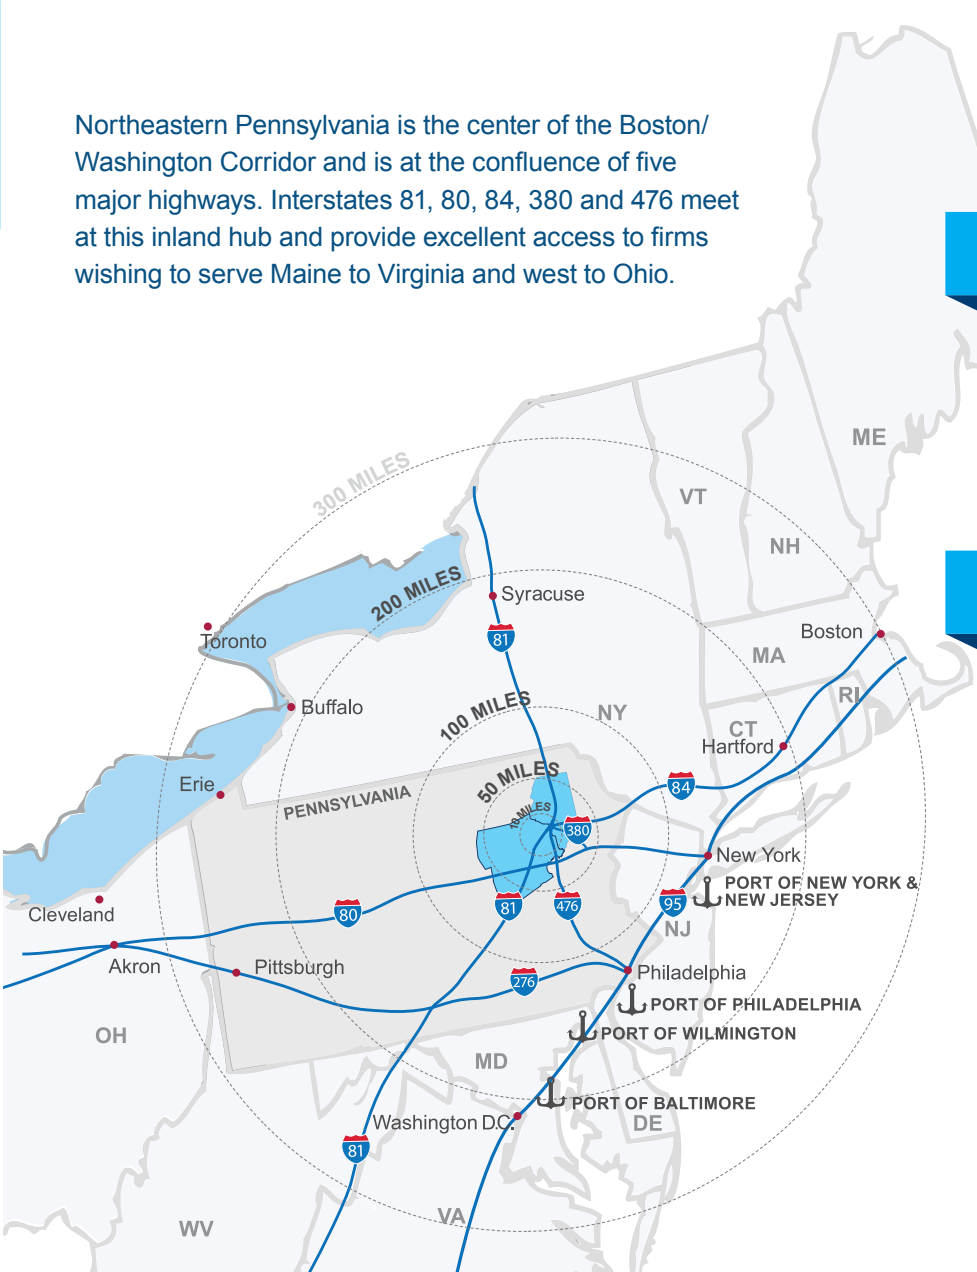 Northeastern Pennsylvania is the center of the Boston/
Washington Corridor and is at the confluence of five
major highways. Interstates 81, 80, 84, 380 and 476 meet
at this inland hub and provide excellent access to firms
wishing to serve Maine to Virginia and west to Ohio.
ME
300 MILES
VT
NH
200 MILES
Syracuse
Toronto
Boston
81
MA
RI
Buffalo
100 MILES
NY
CT
Hartford
50 MILES
Erie
84
PENNSYLVANIA
10 MILES
380
New York
PORT OF NEW YORK &
NEW JERSEY
Cleveland
80
81
476
95
NJ
Akron
Pittsburgh
Philadelphia
276
PORT OF PHILADELPHIA
OH
PORT OF WILMINGTON
MD
PORT OF BALTIMORE
Washington D.C.
DE
81
VA
WV